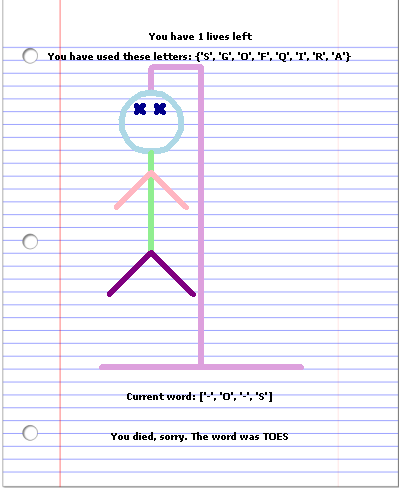 You have 1 lives left
You have used these letters: {'S', 'G', 'O', 'F', 'Q', 'I', 'R', 'A'}
Current word: ['-', 'O', '-', 'S']
You died, sorry. The word was TOES